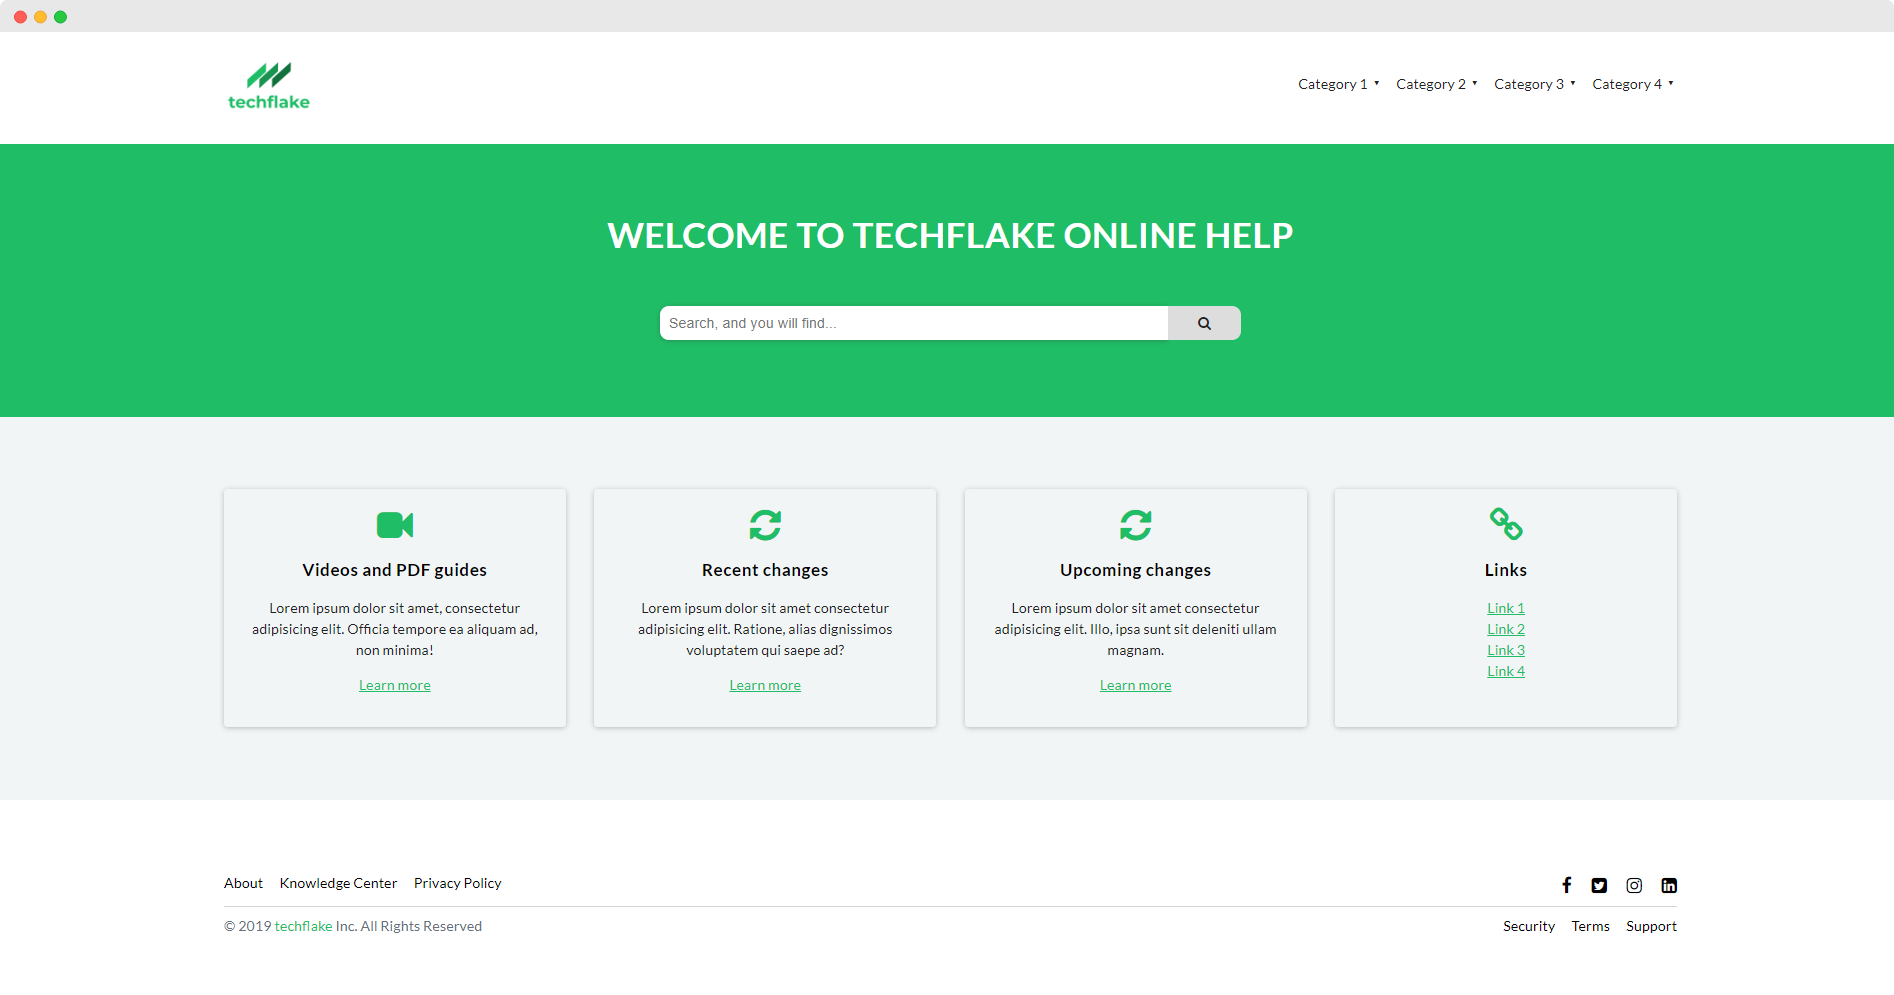 techflake
Category 1 Category 2 Category 3 Category 4
WELCOME TO TECHFLAKE ONLINE HELP
Search, and you will find...
Videos and PDF guides
Lorem ipsum dolor sit amet, consectetur
adipisicing elit. Officia tempore ea aliquam ad,
non minima!
Learn more
Recent changes
Lorem ipsum dolor sit amet consectetur
adipisicing elit. Ratione, alias dignissimos
voluptatem qui saepe ad?
Learn more
Upcoming changes
Lorem ipsum dolor sit amet consectetur
adipisicing elit. Illo, ipsa sunt sit deleniti ullam
magnam.
Learn more
Links
Link 1
Link 2
Link 3
Link 4
About Knowledge Center Privacy Policy
© 2019 techflake Inc. All Rights Reserved
Security Terms Support